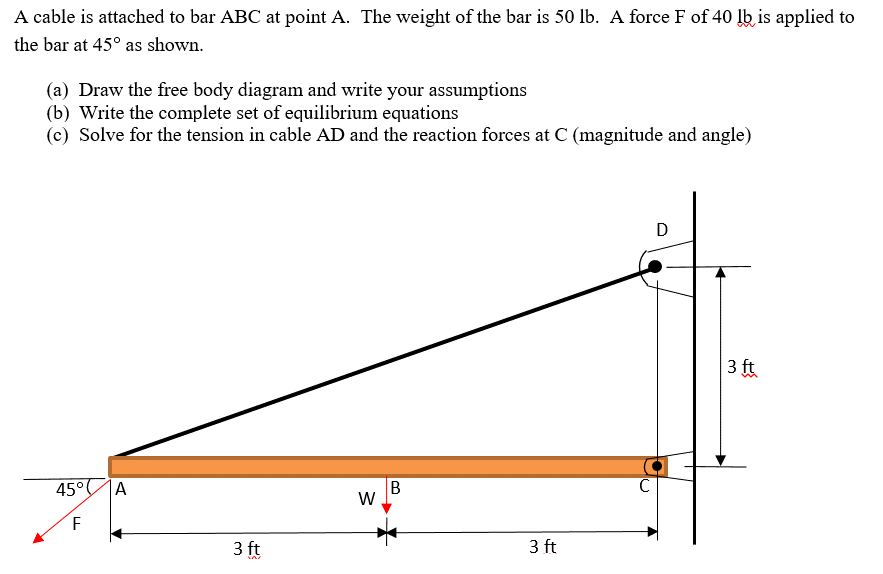 A cable is attached to bar ABC at point A. The weight of the bar is 50 lb. A force F of 40 lb is applied to
the bar at 45° as shown.
(a) Draw the free body diagram and write your assumptions
(b) Write the complete set of equilibrium equations
(c) Solve for the tension in cable AD and the reaction forces at C (magnitude and angle)
D
3 ft
45°
A
B
C
W
F
3 ft
3 ft